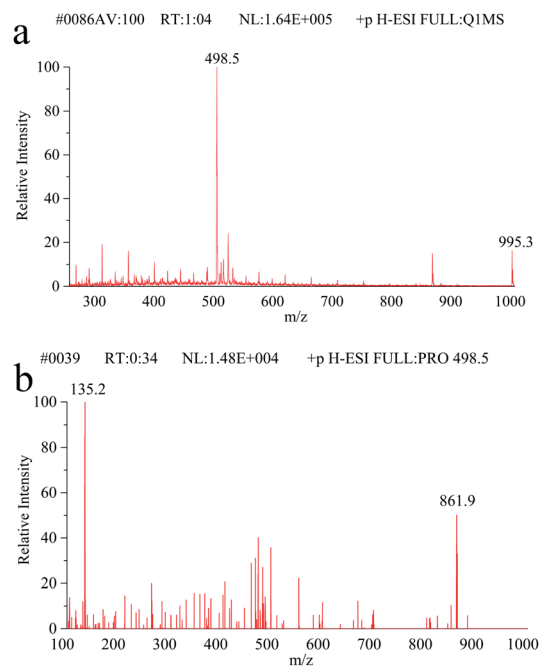 a
#0086AV:100 RT:1:04 NL:1.64E+005 +p H-ESI FULL:Q1MS
498.5
995.3
100
80
60
40
20
0
Relative Intensity
300 400 500 600 700 800 900 1000
m/z
b
#0039 RT:0:34 NL:1.48E+004 +p H-ESI FULL:PRO 498.5
135.2
861.9
100
80
60
40
20
0
Relative Intensity
100 200 300 400 500 600 700 800 900 1000
m/z